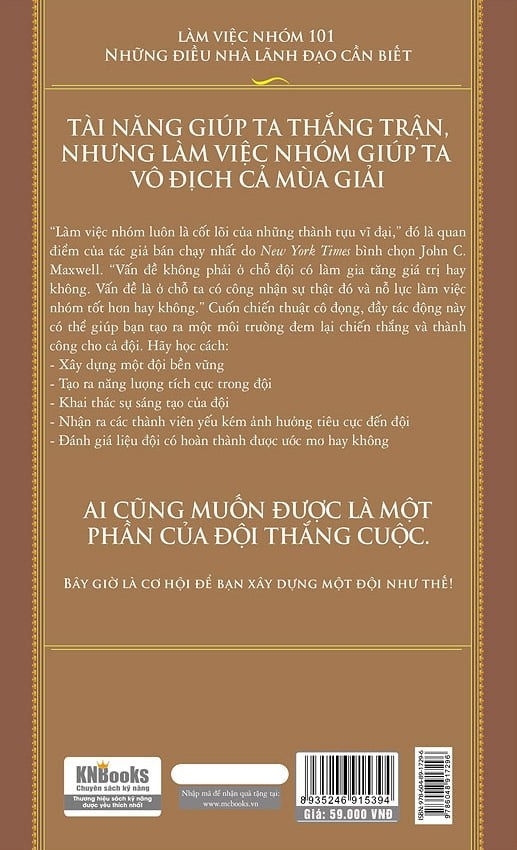 LÀM VIỆC NHÓM 101
NHỮNG ĐIỀU NHÀ LÃNH ĐẠO CẦN BIẾT
TÀI NĂNG GIÚP TA THẮNG TRẬN,
NHƯNG LÀM VIỆC NHÓM GIÚP TA
VÔ ĐỊCH CẢ MÙA GIẢI
“Làm việc nhóm luôn là cốt lõi của những thành tựu vĩ đại,” đó là quan
điểm của tác giả bán chạy nhất do New York Times bình chọn John C.
Maxwell. “Vấn đề không phải ở chỗ đội có làm gia tăng giá trị hay
không. Vấn đề là ở chỗ ta có công nhận sự thật đó và nỗ lực làm việc
nhóm tốt hơn hay không.” Cuốn chiến thuật cô đọng, đầy tác động này
có thể giúp bạn tạo ra một môi trường đem lại chiến thắng và thành
công cho cả đội. Hãy học cách:
- Xây dựng một đội bền vững
- Tạo ra năng lượng tích cực trong đội
- Khai thác sự sáng tạo của đội
- Nhận ra các thành viên yếu kém ảnh hưởng tiêu cực đến đội
- Đánh giá liệu đội có hoàn thành được ước mơ hay không
AI CŨNG MUỐN ĐƯỢC LÀ MỘT
PHẦN CỦA ĐỘI THẮNG CUỘC.
BÂY GIỜ LÀ CƠ HỘI ĐỂ BẠN XÂY DỰNG MỘT ĐỘI NHƯ THẾ!
KNBooks
Chuyên sách kỹ năng
Thương hiệu sách kỹ năng
được yêu thích nhất!
Nhập mã để nhận quà tặng tại:
www.mcbooks.vn
8 935246 915394
Giá: 59.000 VNĐ
ISBN: 978-604-89-1729-6
9786048917296